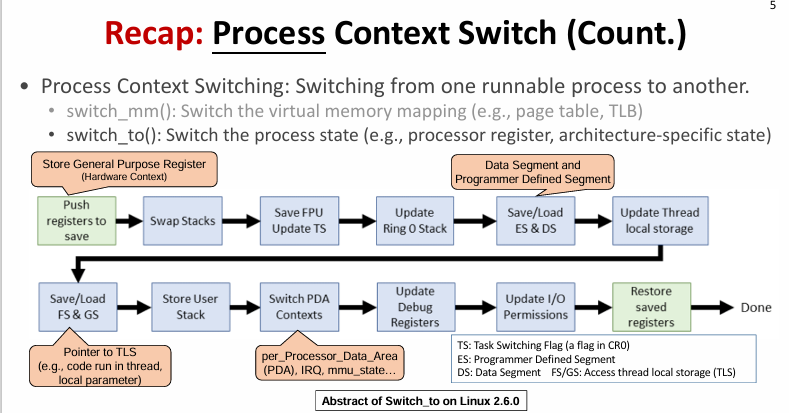 5
Recap: Process Context Switch (Count.)
• Process Context Switching: Switching from one runnable process to another.
• switch_mm(): Switch the virtual memory mapping (e.g., page table, TLB)
• switch_to(): Switch the process state (e.g., processor register, architecture-specific state)
Store General Purpose Register
(Hardware Context)
Data Segment and
Programmer Defined Segment
Push
registers to
save
Swap Stacks
Save FPU
Update TS
Update
Ring 0 Stack
Save/Load
ES & DS
Update Thread
local storage
Save/Load
FS & GS
Store User
Stack
Switch PDA
Contexts
Update
Debug
Registers
Update I/O
Permissions
Restore
saved
registers
Done
Pointer to TLS
(e.g., code run in thread,
local parameter)
per_Processor_Data_Area
(PDA), IRQ, mmu_state…
TS: Task Switching Flag (a flag in CR0)
ES: Programmer Defined Segment
DS: Data Segment FS/GS: Access thread local storage (TLS)
Abstract of Switch_to on Linux 2.6.0